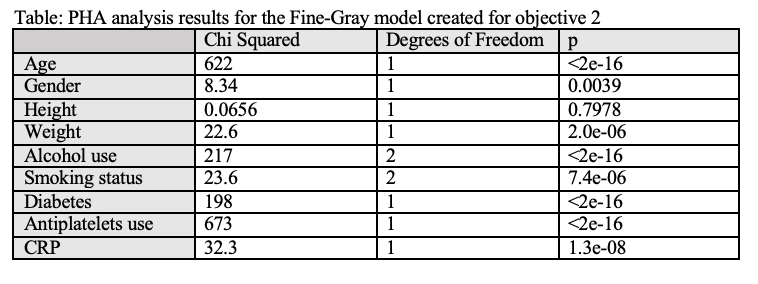 Table: PHA analysis results for the Fine-Gray model created for objective 2
Chi Squared Degrees of Freedom p
Age 622 1 <2e-16
Gender 8.34 1 0.0039
Height 0.0656 1 0.7978
Weight 22.6 1 2.0e-06
Alcohol use 217 2 <2e-16
Smoking status 23.6 2 7.4e-06
Diabetes 198 1 <2e-16
Antiplatelets use 673 1 <2e-16
CRP 32.3 1 1.3e-08